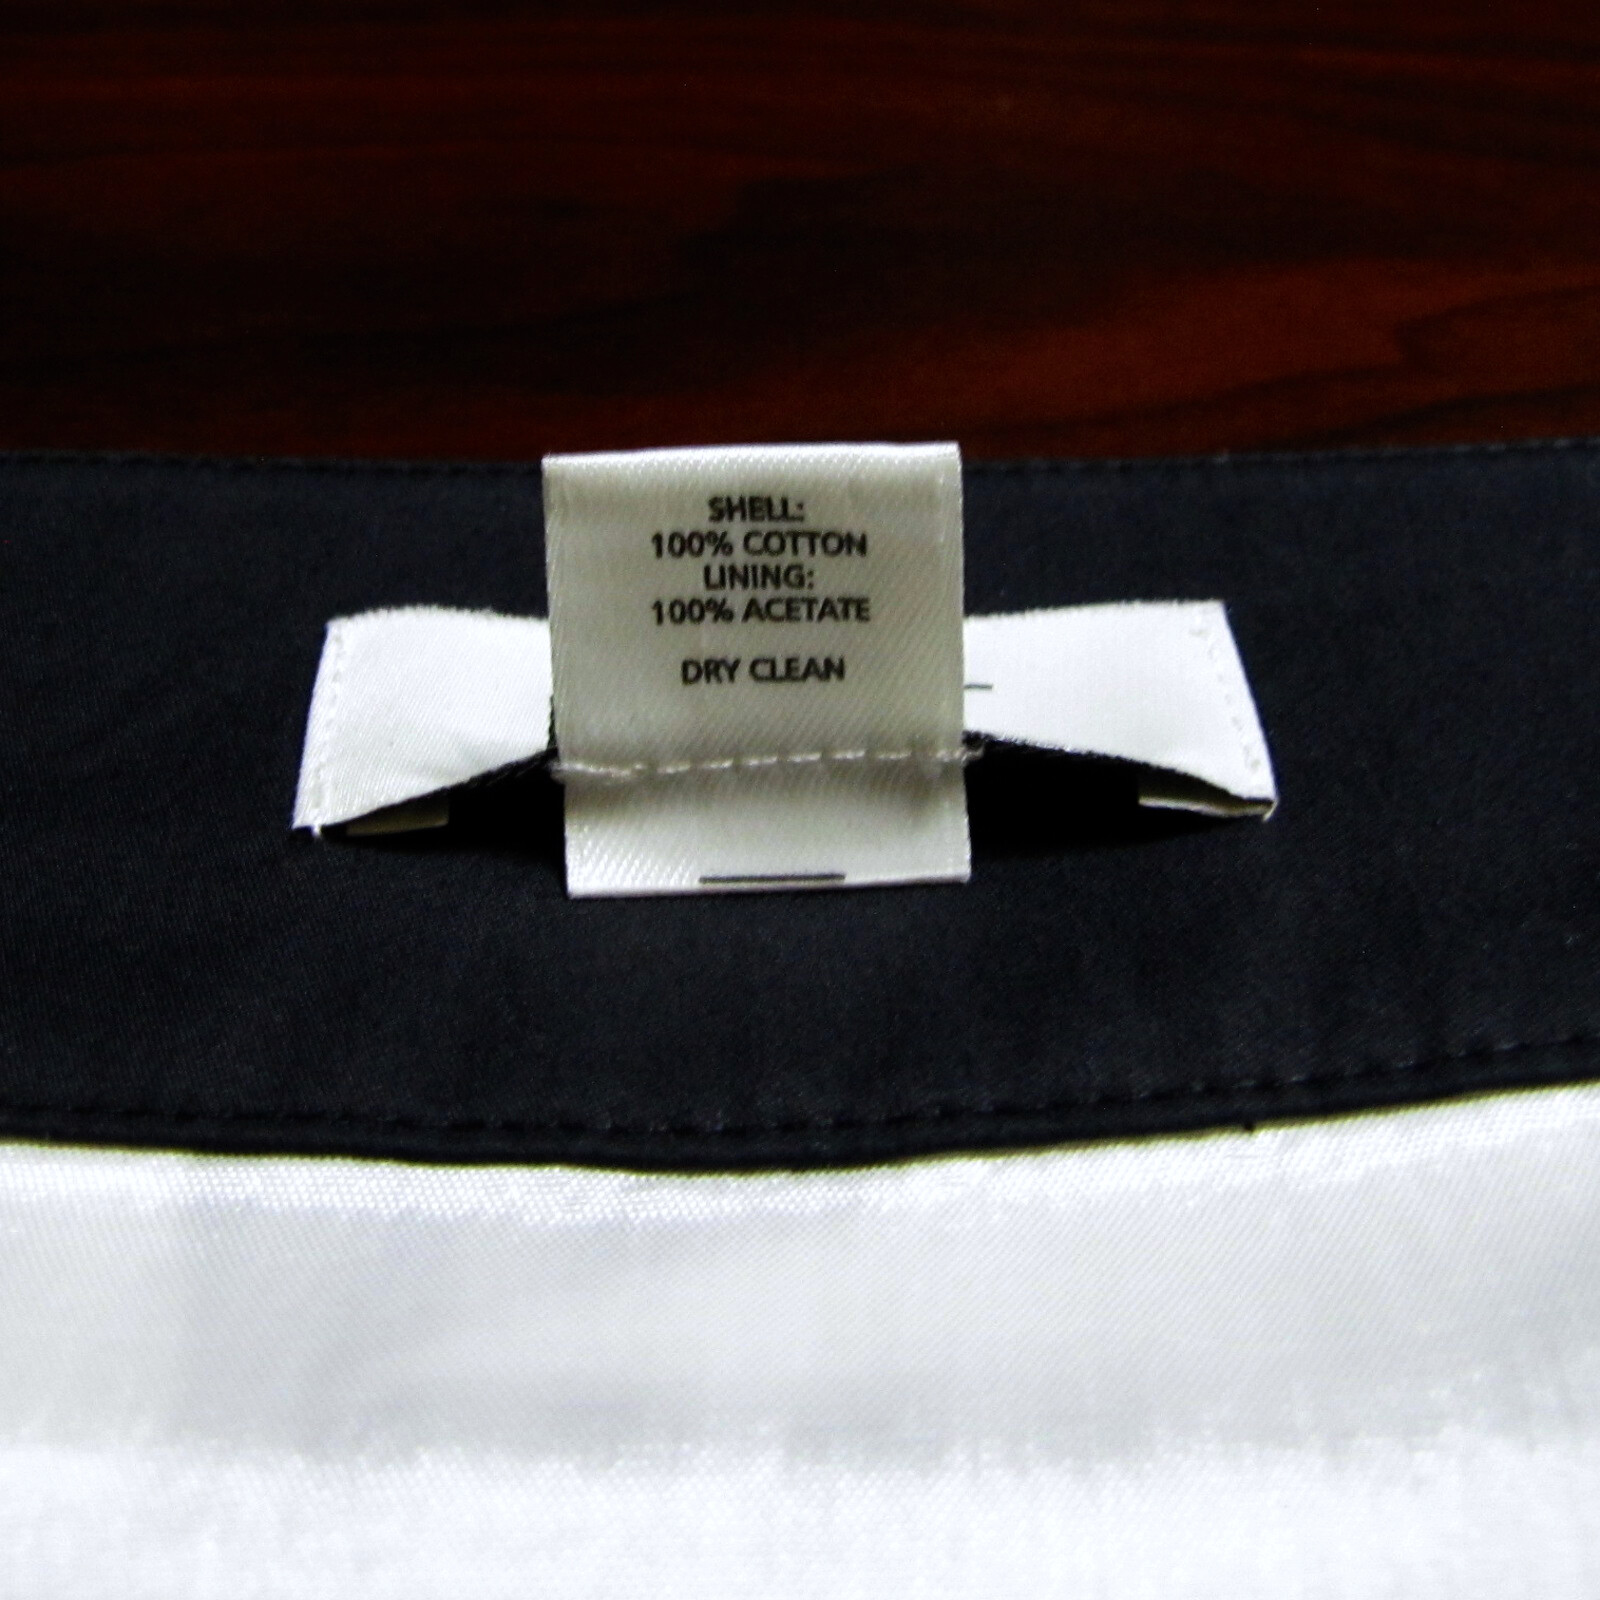 SHELL:
100% COTTON
LINING:
100% ACETATE
DRY CLEAN